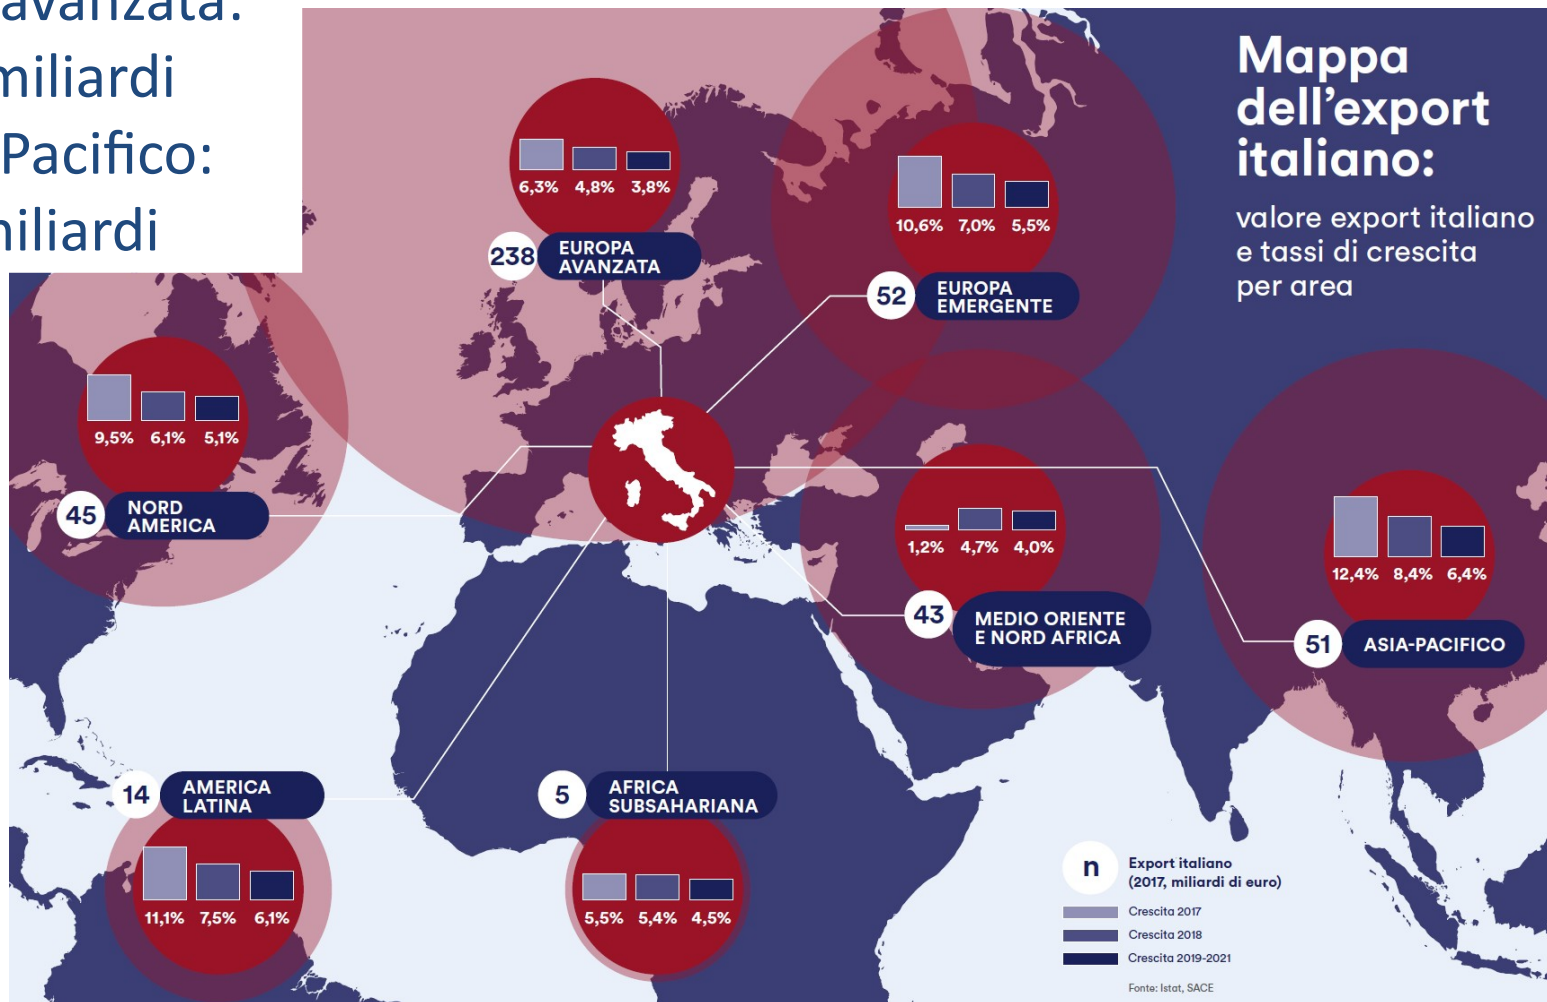 avanzata:
miliardi
Pacifico:
miliardi
Mappa
dell’export
italiano:
valore export italiano
e tassi di crescita
per area
6,3% 4,8% 3,8%
238 EUROPA
AVANZATA
10,6% 7,0% 5,5%
52 EUROPA
EMERGENTE
9,5% 6,1% 5,1%
45 NORD
AMERICA
1,2% 4,7% 4,0%
43 MEDIO ORIENTE
E NORD AFRICA
12,4% 8,4% 6,4%
51 ASIA-PACIFICO
14 AMERICA
LATINA
11,1% 7,5% 6,1%
5 AFRICA
SUBSAHARIANA
5,5% 5,4% 4,5%
n Export italiano
(2017, miliardi di euro)
Crescita 2017
Crescita 2018
Crescita 2019-2021
Fonte: Istat, SACE